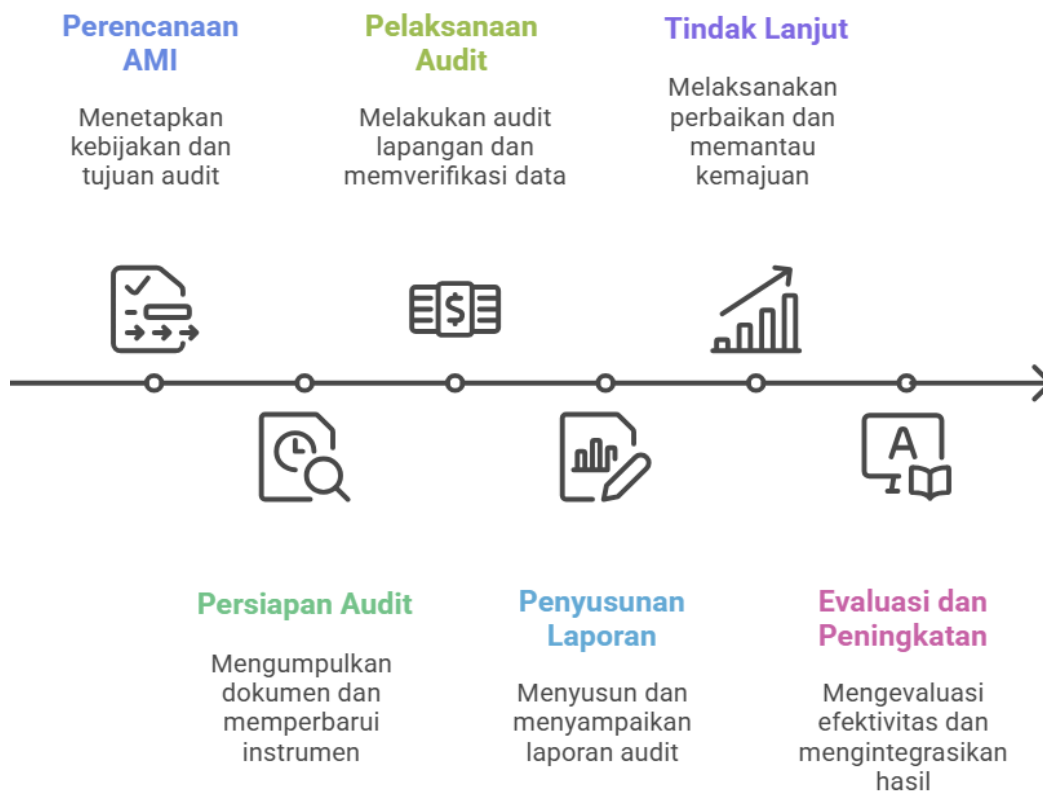 Perencanaan
AMI
Menetapkan
kebijakan dan
tujuan audit
Pelaksanaan
Audit
Melakukan audit
lapangan dan
memverifikasi data
Tindak Lanjut
Melaksanakan
perbaikan dan
memantau
kemajuan
$
A
Persiapan Audit
Mengumpulkan
dokumen dan
memperbarui
instrumen
Penyusunan
Laporan
Menyusun dan
menyampaikan
laporan audit
Evaluasi dan
Peningkatan
Mengevaluasi
efektivitas dan
mengintegrasikan
hasil